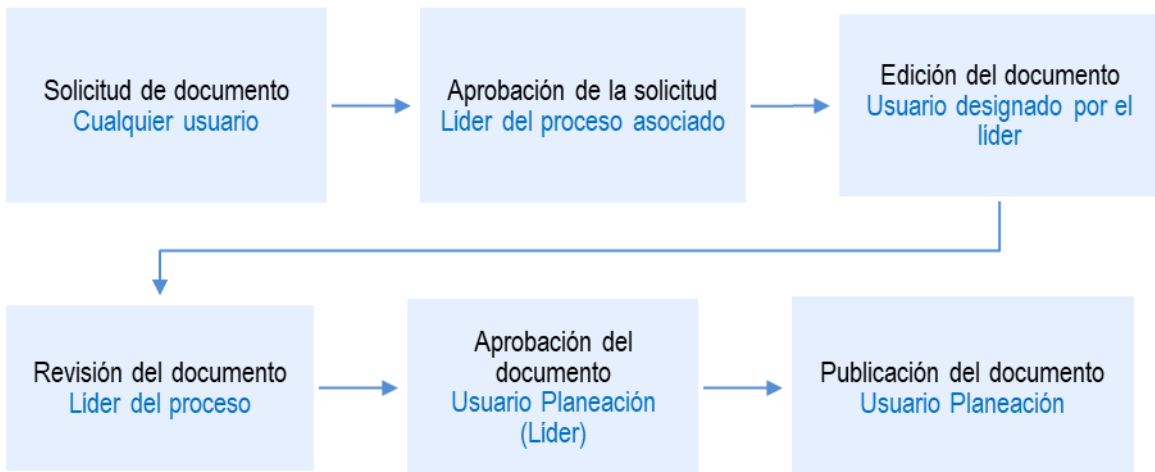 Solicitud de documento
Cualquier usuario
Aprobación de la solicitud
Líder del proceso asociado
Edición del documento
Usuario designado por el
líder
Revisión del documento
Líder del proceso
Aprobación del
documento
Usuario Planeación
(Líder)
Publicación del documento
Usuario Planeación